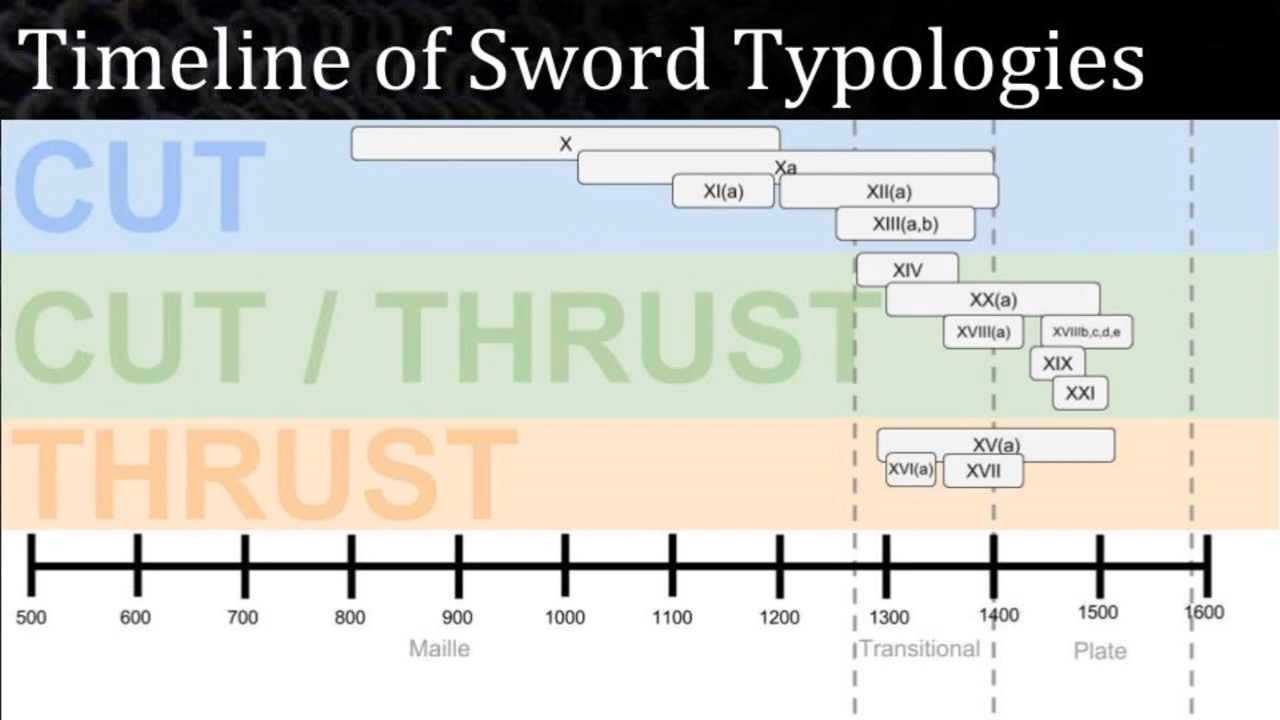 Timeline of Sword Typologies
CUT
X
Xa
XI(a)
XII(a)
XIII(a,b)
CUT / THRUST
XIV
XX(a)
XVIII(a)
XVIIIb,c,d,e
XIX
XXI
THRUST
XV(a)
XVI(a)
XVII
500 600 700 800 900 1000 1100 1200 1300 1400 1500 1600
Maille Transitional Plate